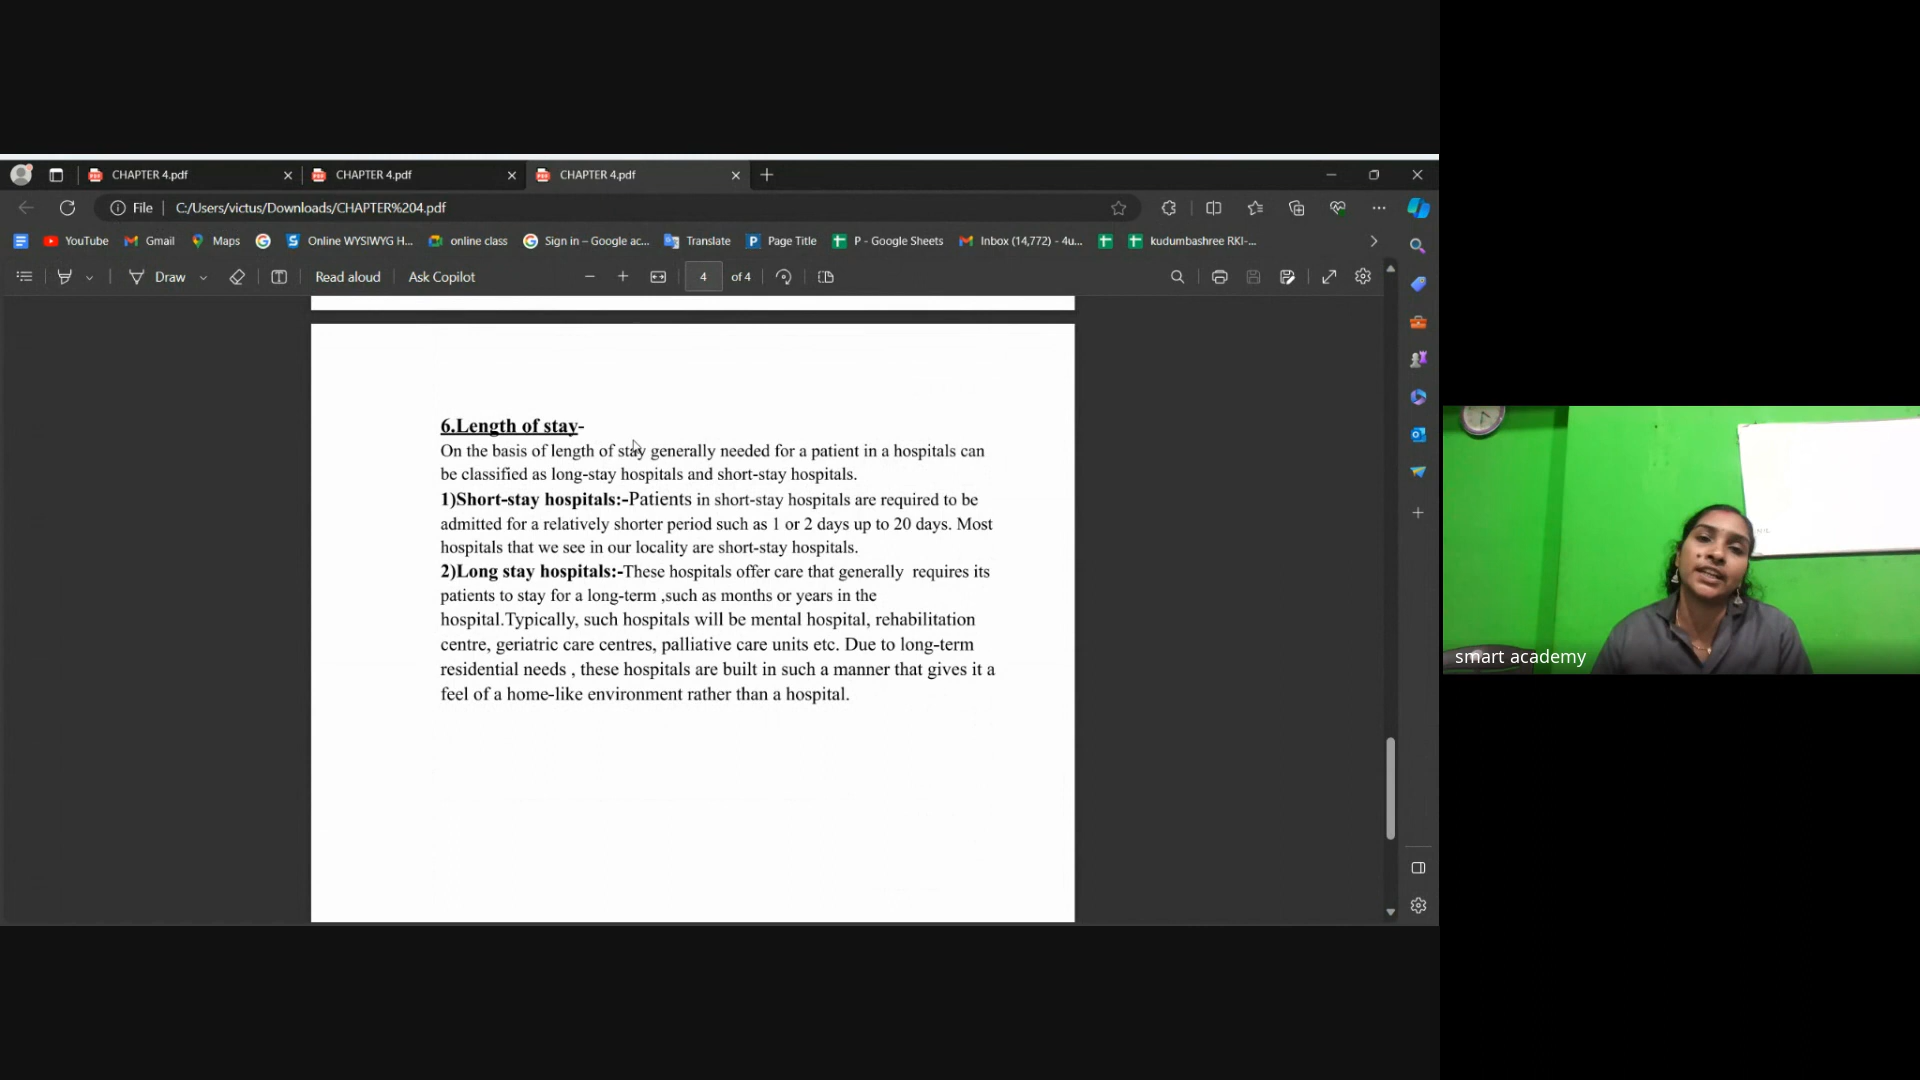 CHAPTER 4.pdf
CHAPTER 4.pdf
CHAPTER 4.pdf
File
C:/Users/victus/Downloads/CHAPTER%204.pdf
YouTube
Gmail
Maps
Online WYSIWYG H...
online class
Sign in – Google ac...
Translate
Page Title
P - Google Sheets
Inbox (14,772) - 4u...
kudumbashree RKI-...
Draw
Read aloud
Ask Copilot
4
of 4
6.Length of stay-
On the basis of length of stay generally needed for a patient in a hospitals can
be classified as long-stay hospitals and short-stay hospitals.
1)Short-stay hospitals:-Patients in short-stay hospitals are required to be
admitted for a relatively shorter period such as 1 or 2 days up to 20 days. Most
hospitals that we see in our locality are short-stay hospitals.
2)Long stay hospitals:-These hospitals offer care that generally requires its
patients to stay for a long-term ,such as months or years in the
hospital.Typically, such hospitals will be mental hospital, rehabilitation
centre, geriatric care centres, palliative care units etc. Due to long-term
residential needs , these hospitals are built in such a manner that gives it a
feel of a home-like environment rather than a hospital.
smart academy